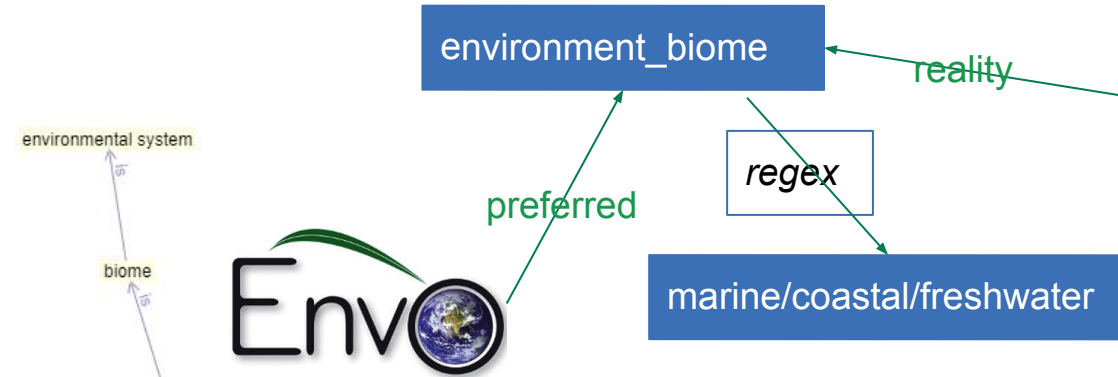 environment_biome
reality
environmental system
is
regex
preferred
biome
is
EnvO
marine/coastal/freshwater